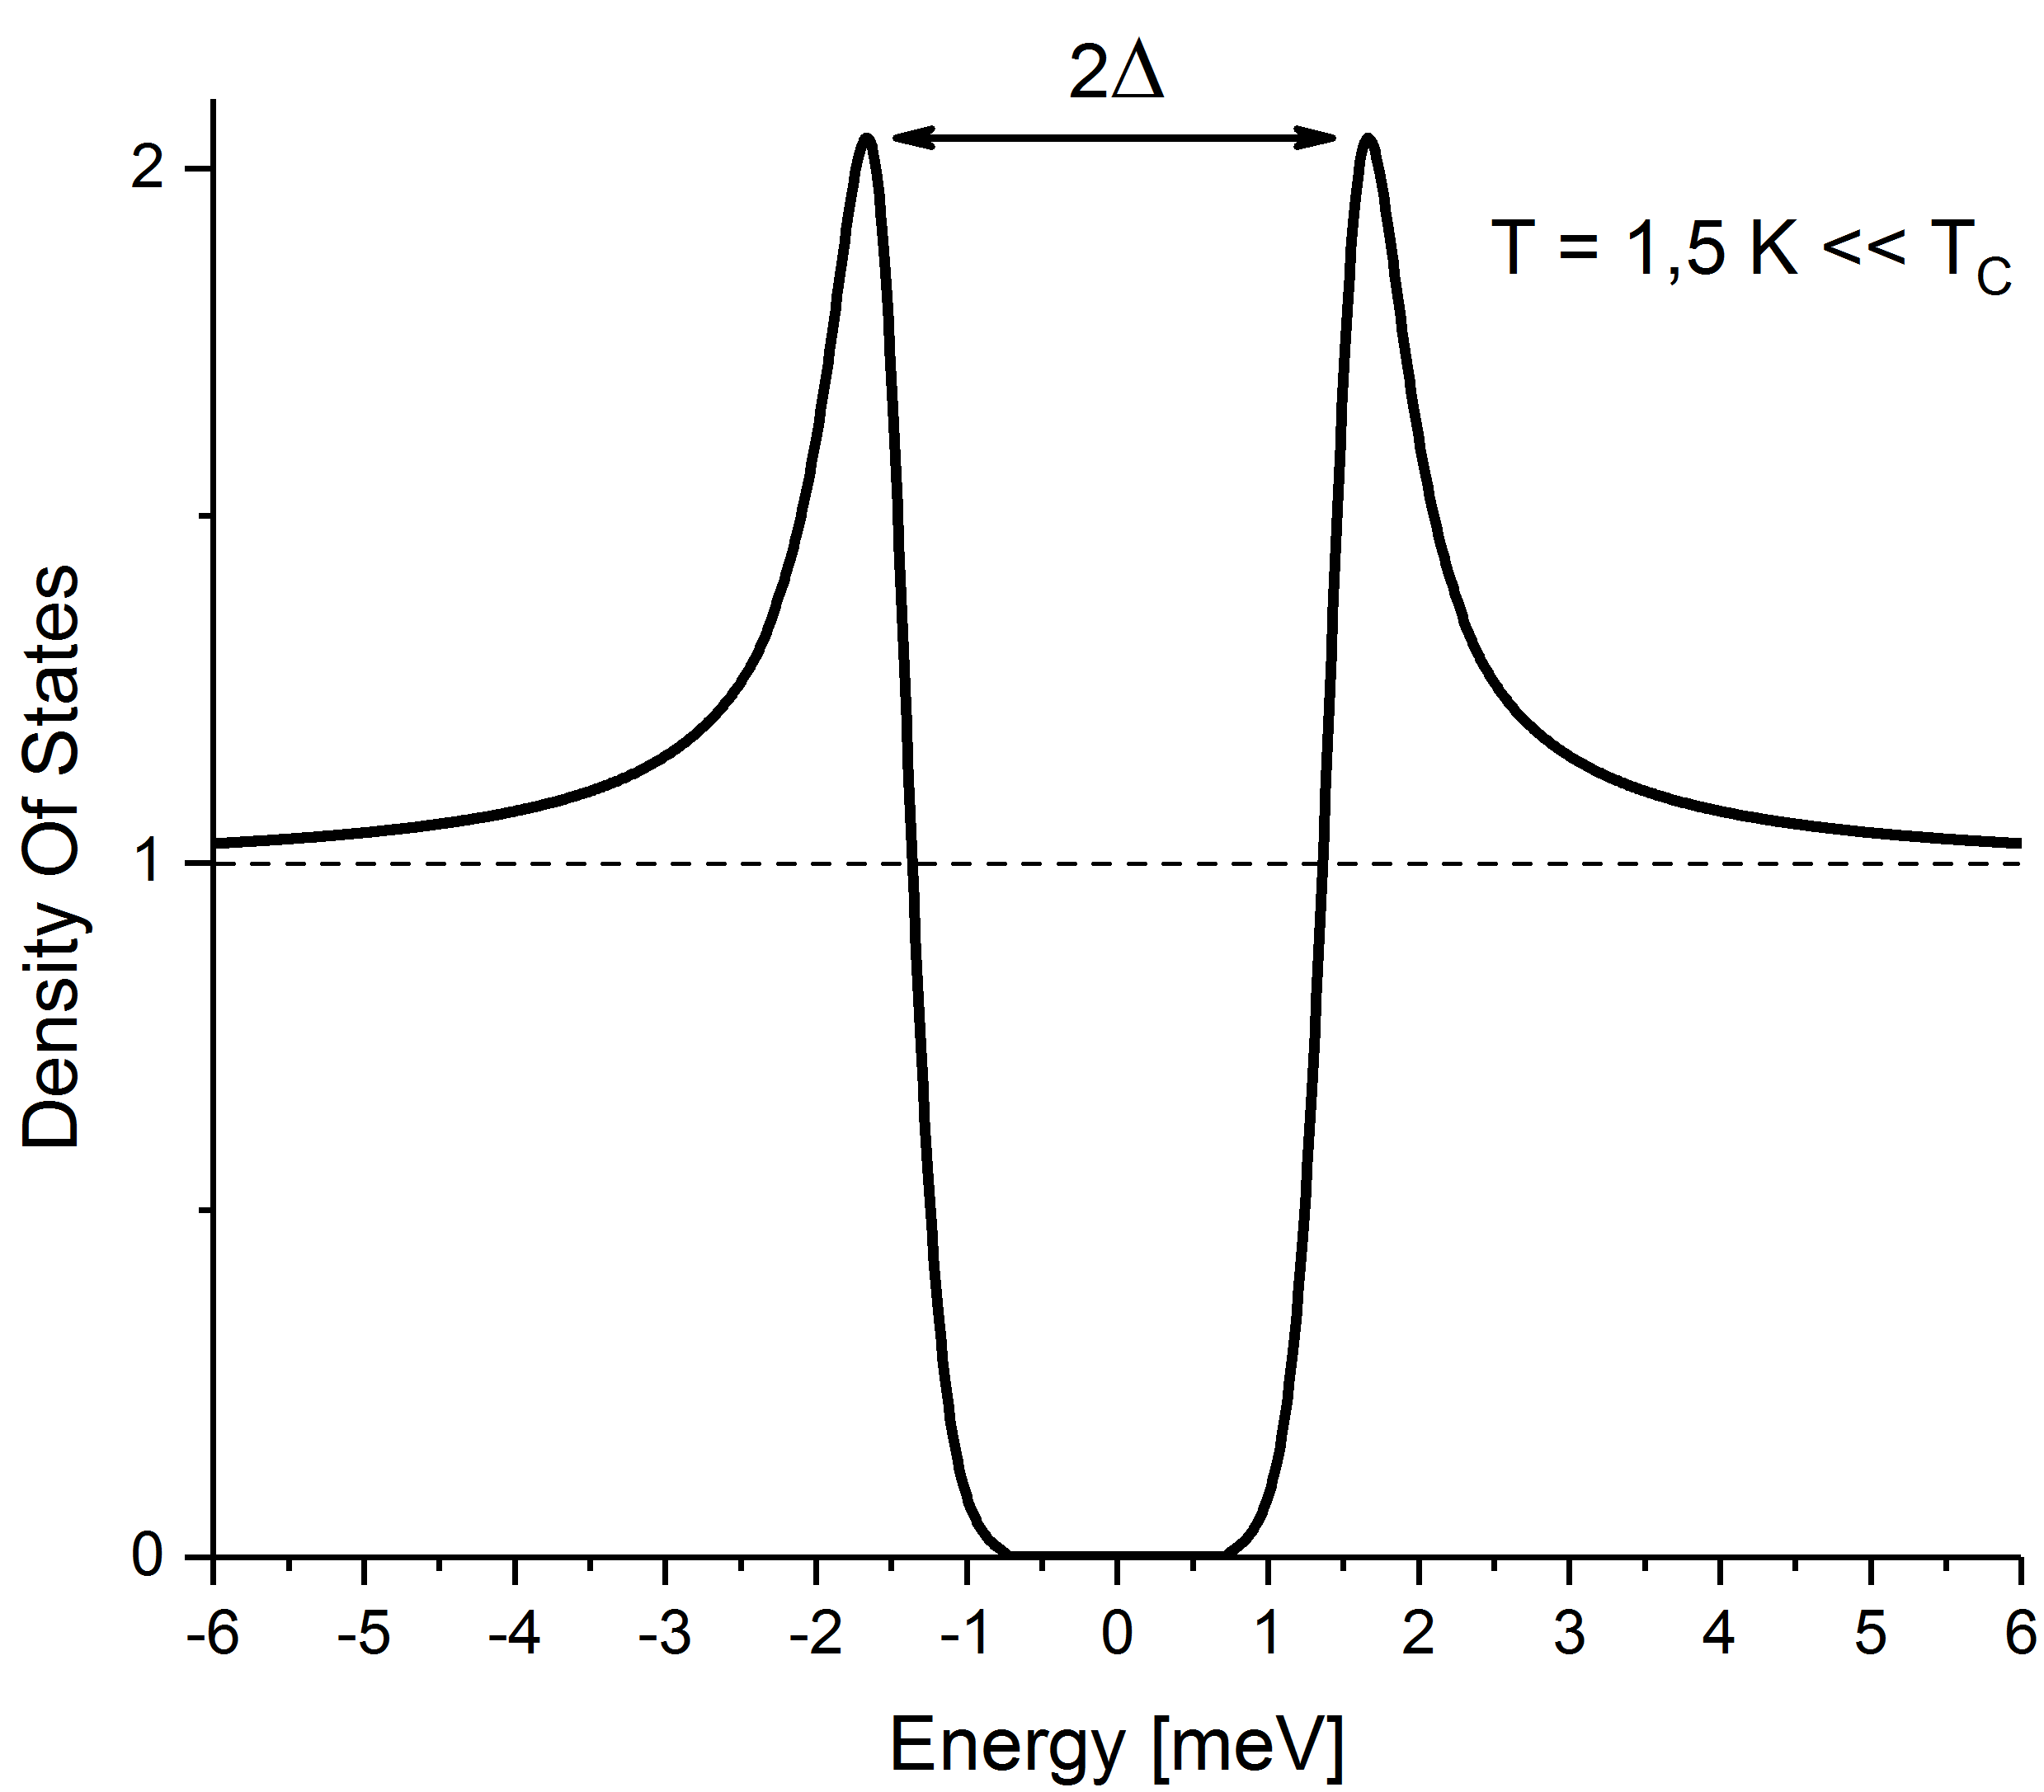 2Δ
2
T = 1,5 K << T_C
Density Of States
1
0
-6 -5 -4 -3 -2 -1 0 1 2 3 4 5 6
Energy [meV]